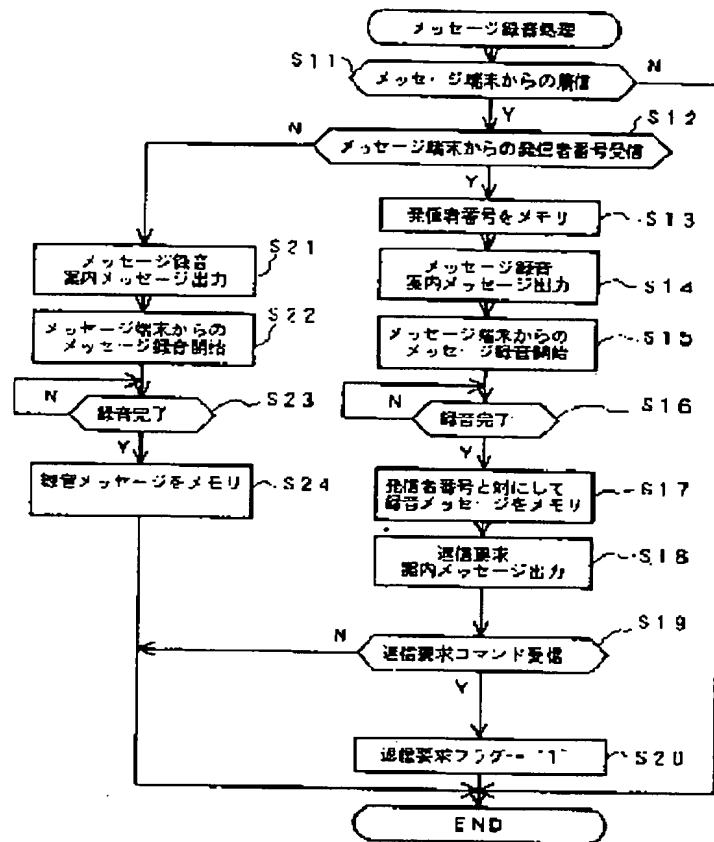 メッセージ録音処理
S11
メッセージ端末からの着信
N
Y
S12
メッセージ端末からの発信者番号受信
N
Y
発信者番号をメモリ
S13
メッセージ録音
案内メッセージ出力
S21
メッセージ録音
案内メッセージ出力
S14
メッセージ端末からの
メッセージ録音開始
S22
メッセージ端末からの
メッセージ録音開始
S15
N
録音完了
S23
Y
N
録音完了
S16
Y
録音メッセージをメモリ
S24
発信者番号と対にして
録音メッセージをメモリ
S17
返信要求
案内メッセージ出力
S18
N
返信要求コマンド受信
S19
Y
返信要求フラグ←"1"
S20
END